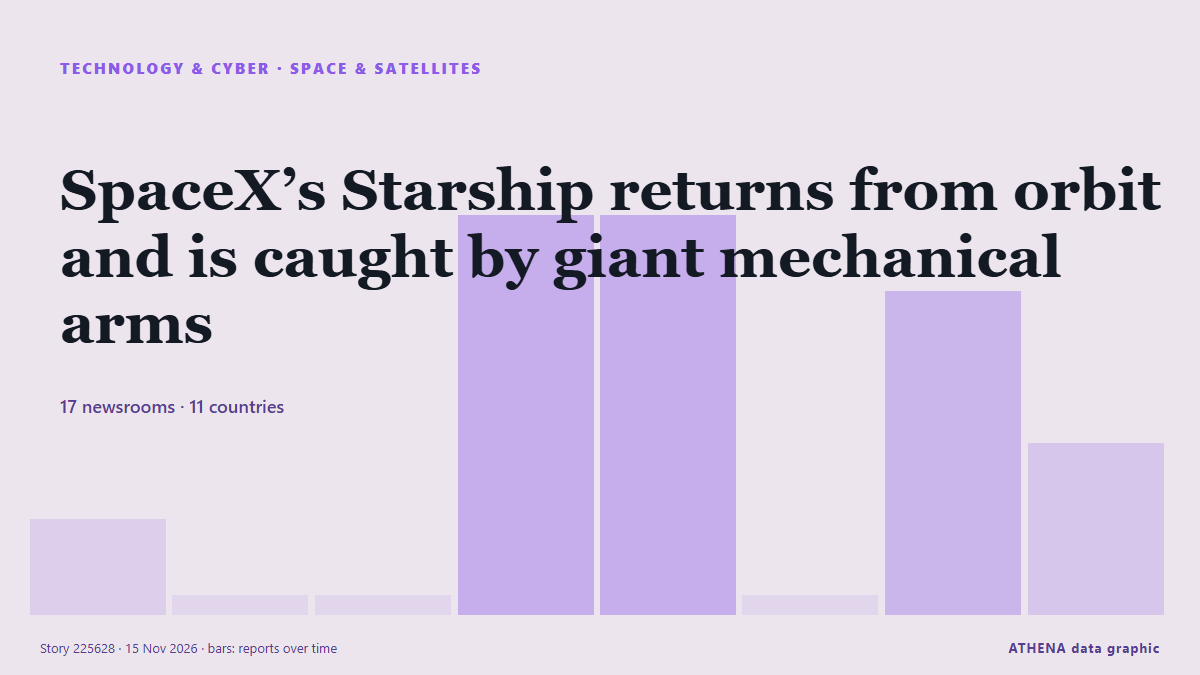 TECHNOLOGY & CYBER · SPACE & SATELLITES
SpaceX’s Starship returns from orbit
and is caught by giant mechanical
arms
17 newsrooms · 11 countries
Story 225628 · 15 Nov 2026 · bars: reports over time
ATHENA data graphic